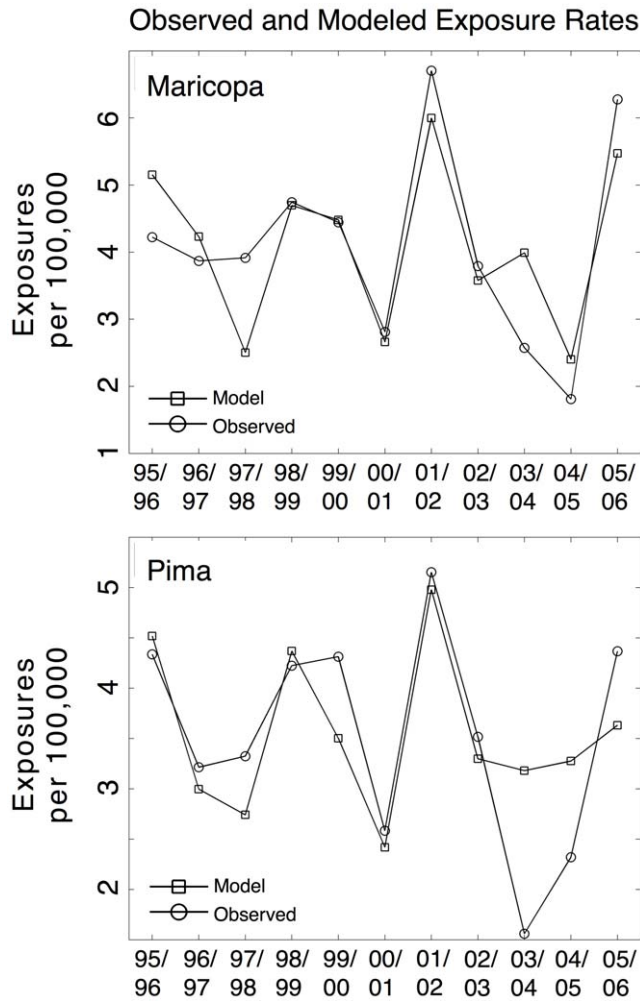 Observed and Modeled Exposure Rates
Maricopa
Exposures
per 100,000
6
5
4
3
2
1
Model
Observed
95/ 96/ 97/ 98/ 99/ 00/ 01/ 02/ 03/ 04/ 05/
96 97 98 99 00 01 02 03 04 05 06
Pima
Exposures
per 100,000
5
4
3
2
Model
Observed
95/ 96/ 97/ 98/ 99/ 00/ 01/ 02/ 03/ 04/ 05/
96 97 98 99 00 01 02 03 04 05 06